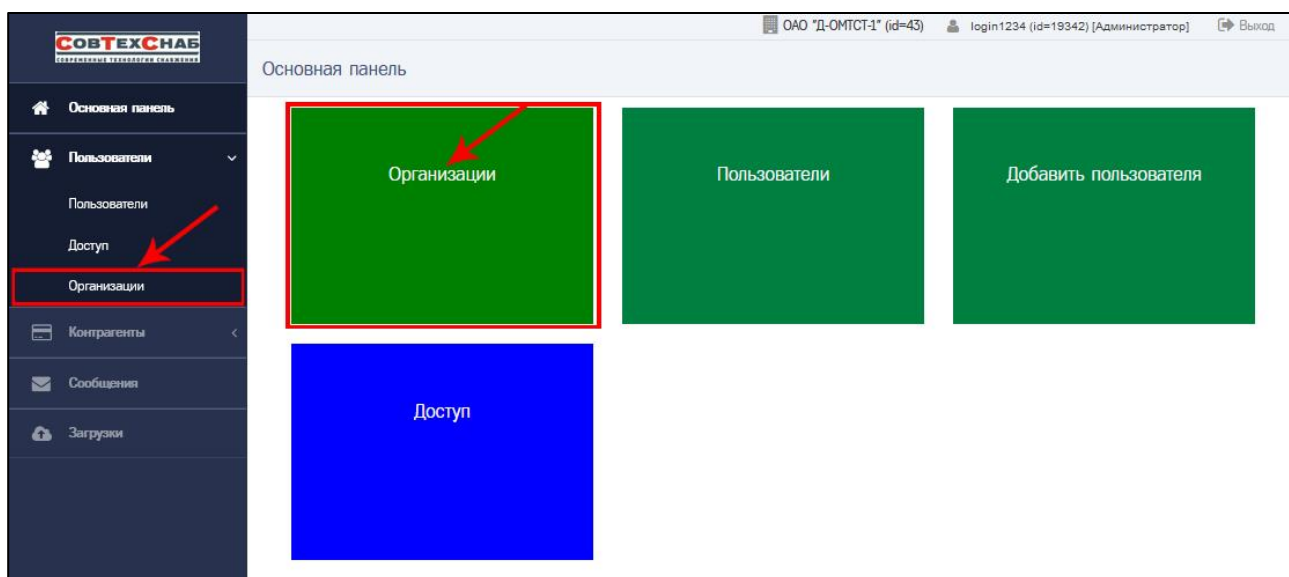 СОВТЕХСНАБ
СОВРЕМЕННЫЕ ТЕХНОЛОГИИ СНАБЖЕНИЯ
ОАО "Д-ОМТСТ-1" (id=43) login1234 (id=19342) [Администратор] Выход
Основная панель
Основная панель
Пользователи
Пользователи
Доступ
Организации
Контрагенты
Сообщения
Загрузки
Организации
Пользователи
Добавить пользователя
Доступ